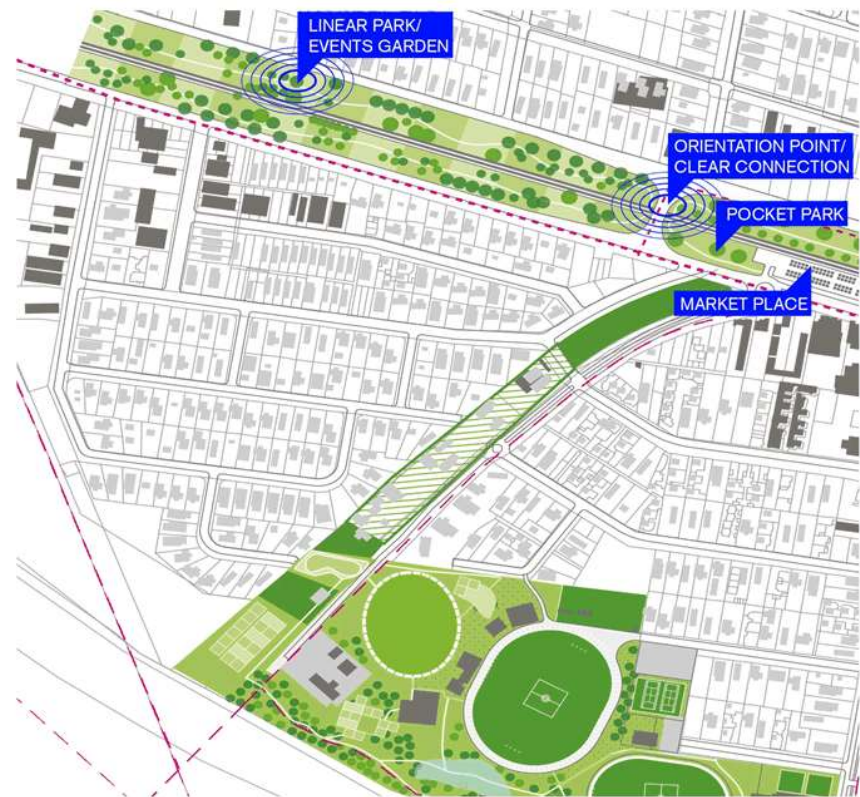 LINEAR PARK/
EVENTS GARDEN
ORIENTATION POINT/
CLEAR CONNECTION
POCKET PARK
MARKET PLACE